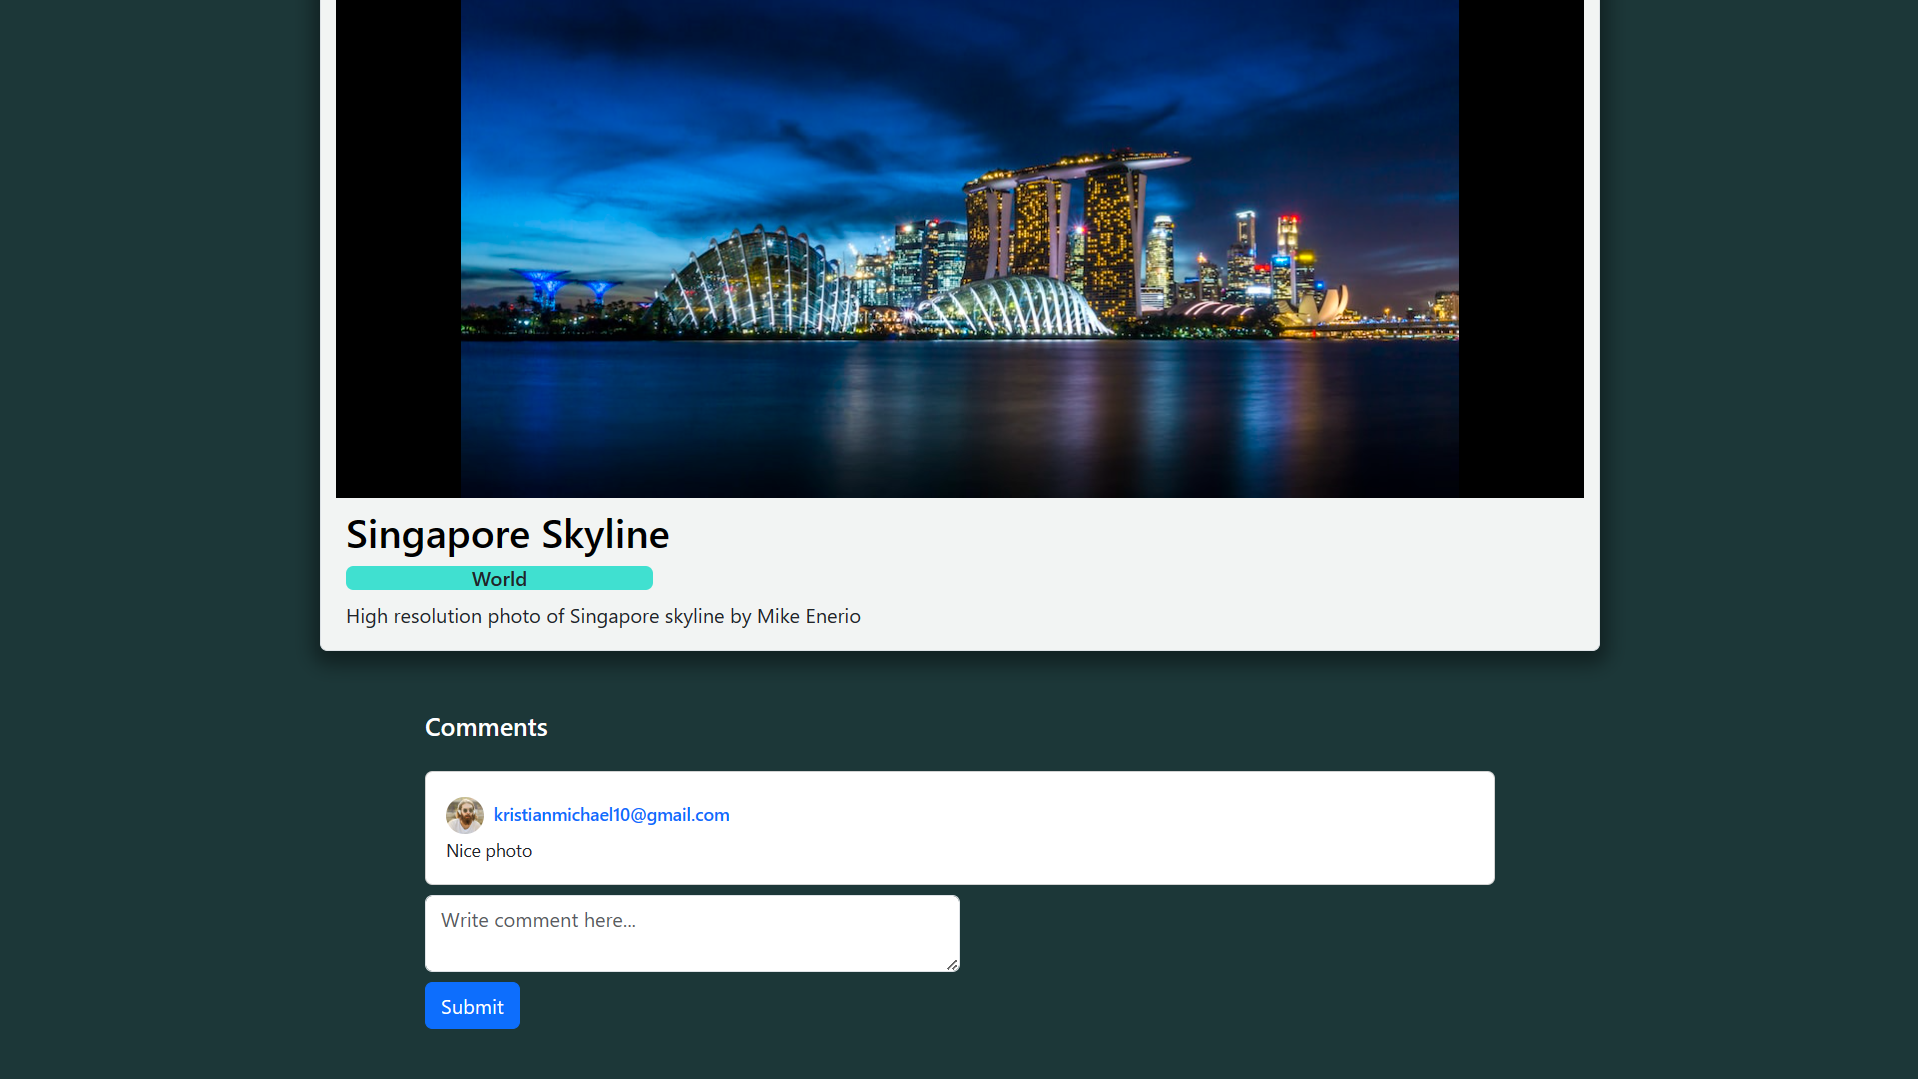 Singapore Skyline
World
High resolution photo of Singapore skyline by Mike Enerio
Comments
kristianmichael10@gmail.com
Nice photo
Write comment here...
Submit